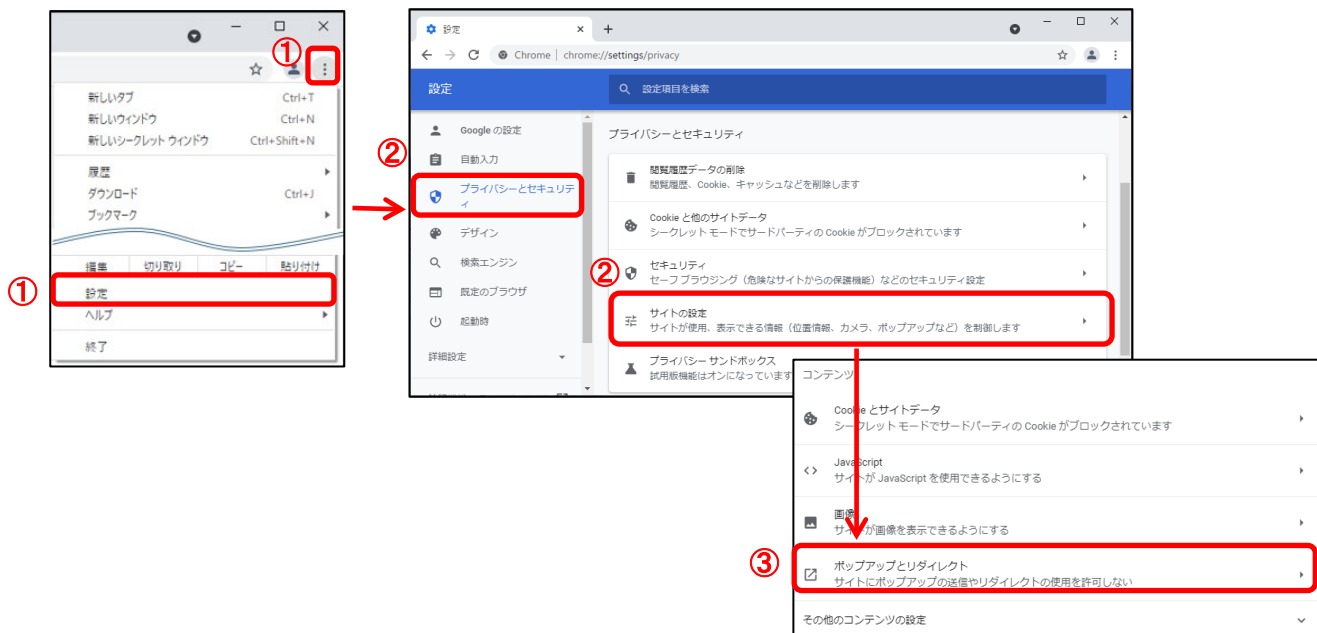 ①
新しいタブ Ctrl+T
新しいウィンドウ Ctrl+N
新しいシークレット ウィンドウ Ctrl+Shift+N
履歴
ダウンロード Ctrl+J
ブックマーク
編集 切り取り コピー 貼り付け
①
設定
ヘルプ
終了
設定
Chrome | chrome://settings/privacy
設定
設定項目を検索
Google の設定
自動入力
②
プライバシーとセキュリテ
ィ
デザイン
検索エンジン
既定のブラウザ
起動時
詳細設定
プライバシーとセキュリティ
閲覧履歴データの削除
閲覧履歴、Cookie、キャッシュなどを削除します
Cookie と他のサイトデータ
シークレット モードでサードパーティの Cookie がブロックされています
②
セキュリティ
セーフ ブラウジング（危険なサイトからの保護機能）などのセキュリティ設定
サイトの設定
サイトが使用、表示できる情報（位置情報、カメラ、ポップアップなど）を制御します
プライバシー サンドボックス
試用版機能はオンになっています
コンテンツ
Cookie とサイトデータ
シークレット モードでサードパーティの Cookie がブロックされています
JavaScript
サイトが JavaScript を使用できるようにする
画像
サイトが画像を表示できるようにする
③
ポップアップとリダイレクト
サイトにポップアップの送信やリダイレクトの使用を許可しない
その他のコンテンツの設定